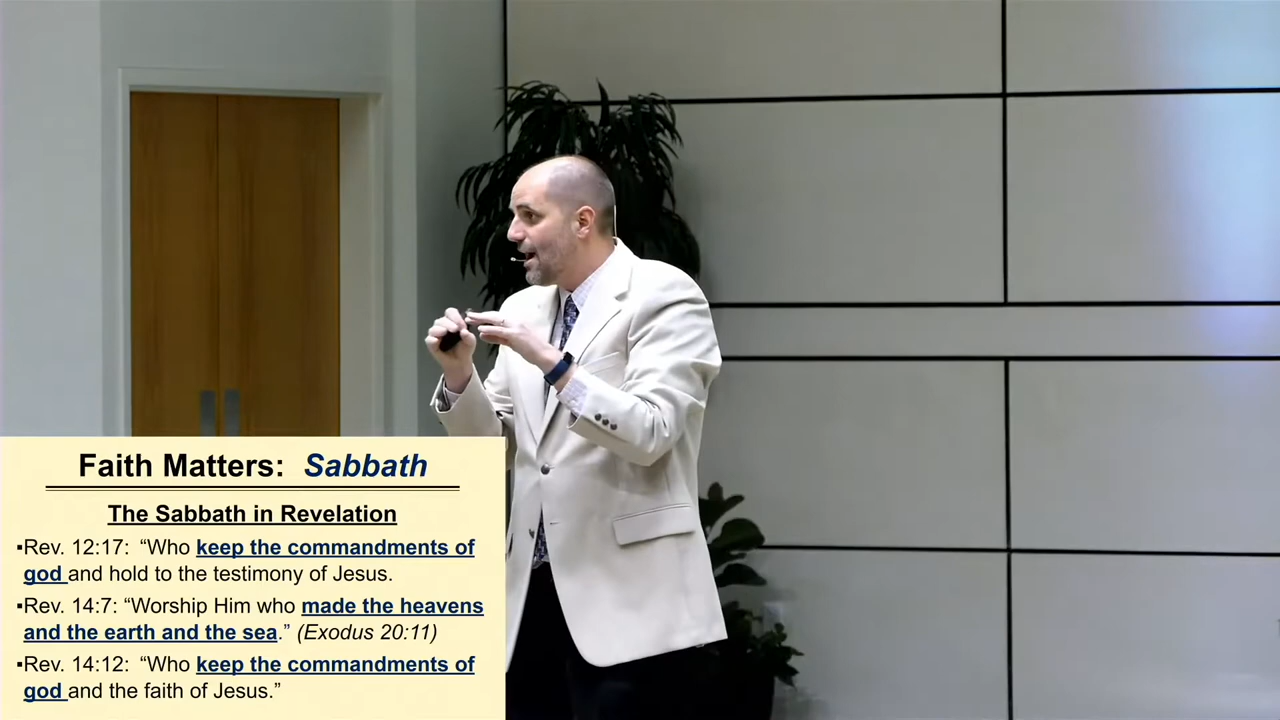 Faith Matters: Sabbath
The Sabbath in Revelation
▪Rev. 12:17: “Who keep the commandments of
god and hold to the testimony of Jesus.
▪Rev. 14:7: “Worship Him who made the heavens
and the earth and the sea.” (Exodus 20:11)
▪Rev. 14:12: “Who keep the commandments of
god and the faith of Jesus.”